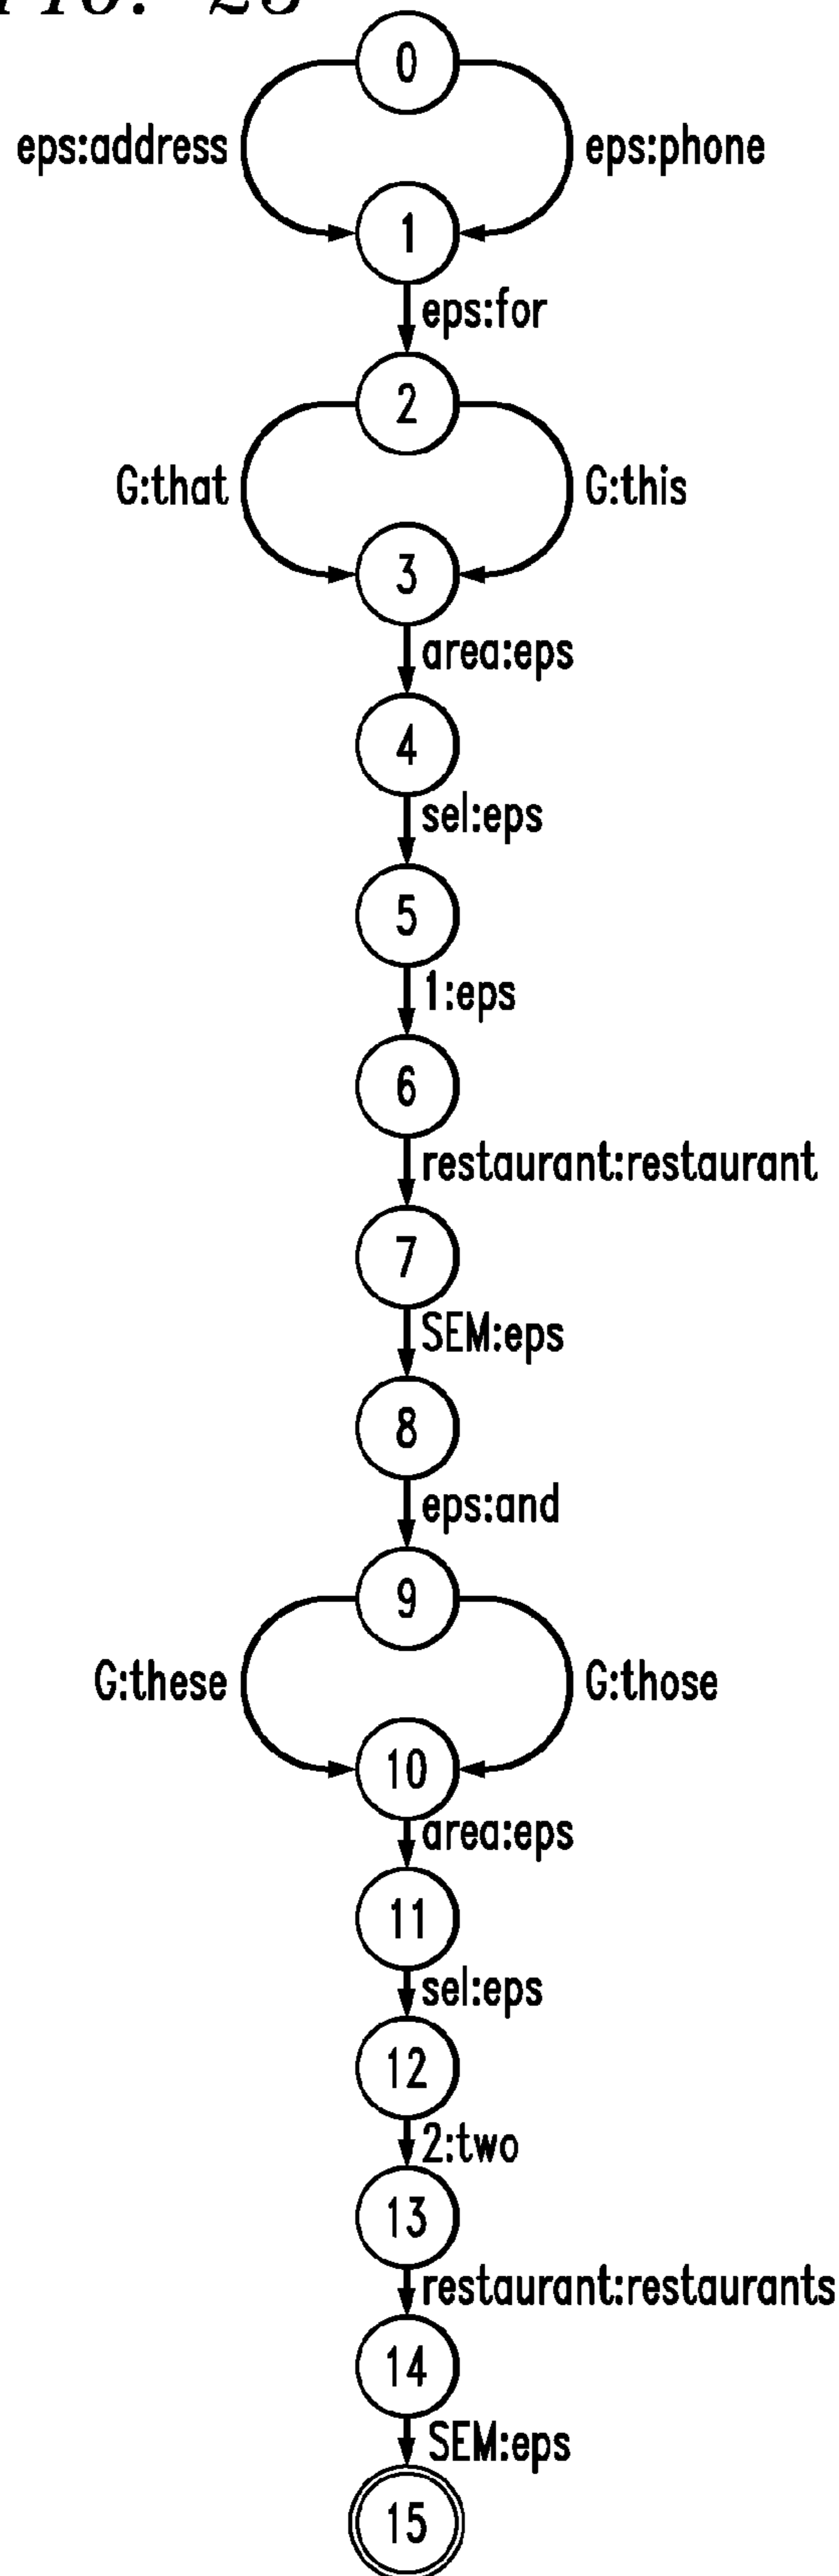 FIG. 25
0
eps:address eps:phone
1
eps:for
2
G:that G:this
3
area:eps
4
sel:eps
5
1:eps
6
restaurant:restaurant
7
SEM:eps
8
eps:and
9
G:these G:those
10
area:eps
11
sel:eps
12
2:two
13
restaurant:restaurants
14
SEM:eps
15